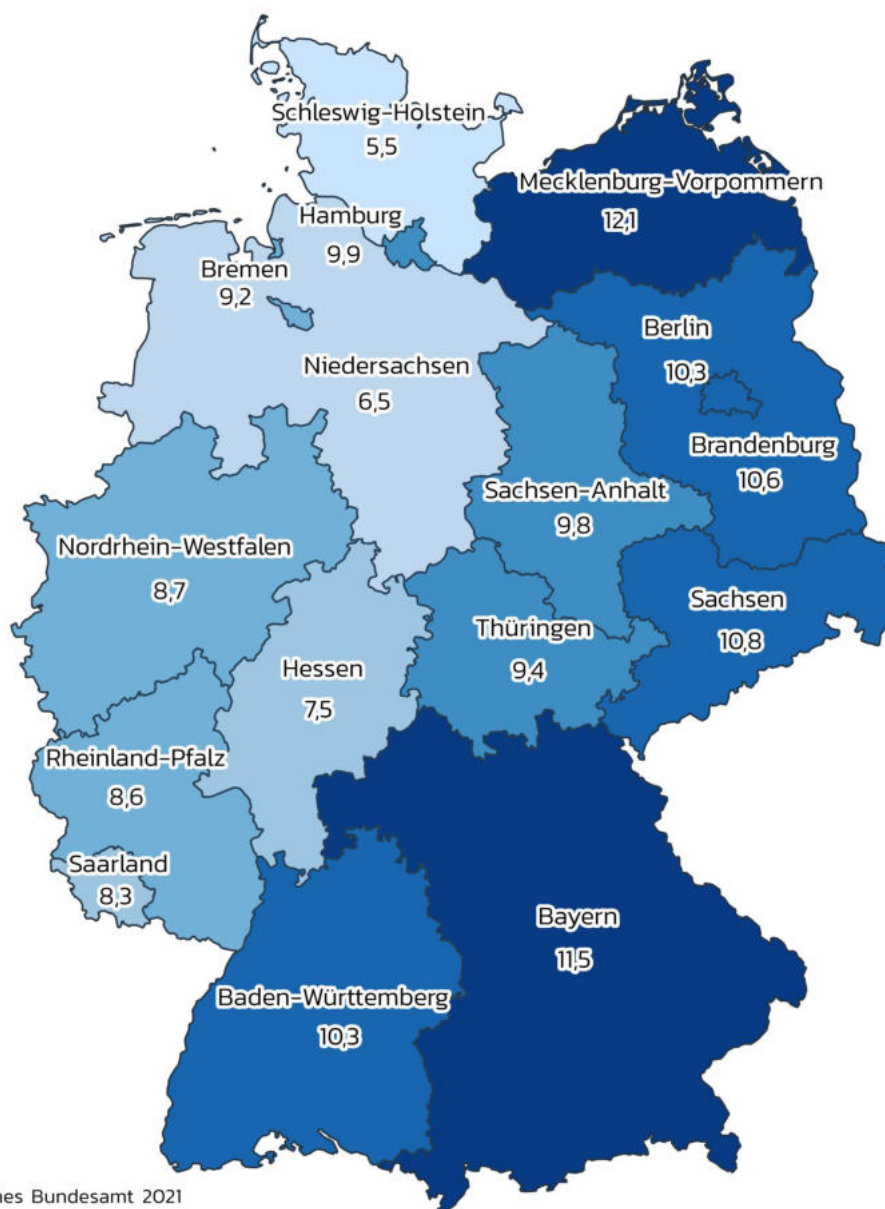 Schleswig-Holstein
5,5
Mecklenburg-Vorpommern
12,1
Hamburg
9,9
Bremen
9,2
Berlin
10,3
Niedersachsen
6,5
Brandenburg
10,6
Sachsen-Anhalt
9,8
Nordrhein-Westfalen
8,7
Sachsen
10,8
Thüringen
9,4
Hessen
7,5
Rheinland-Pfalz
8,6
Saarland
8,3
Bayern
11,5
Baden-Württemberg
10,3
nes Bundesamt 2021